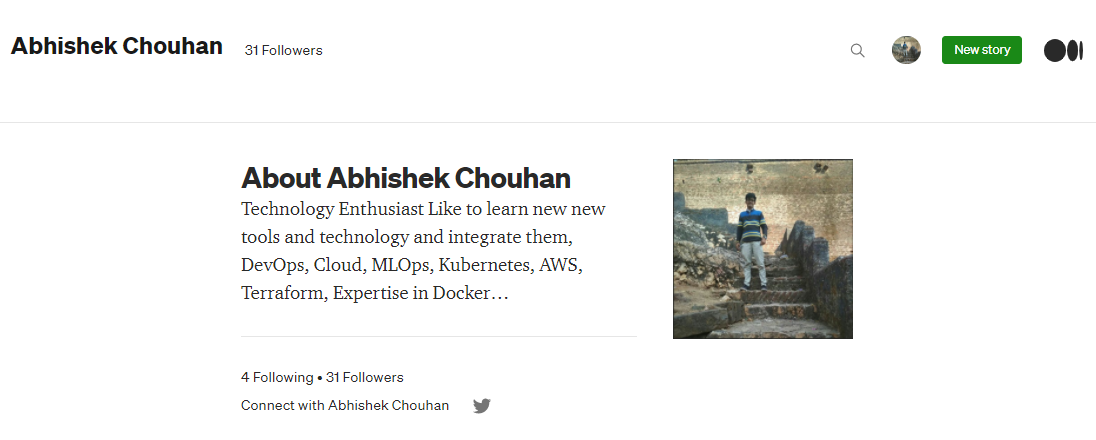 Abhishek Chouhan
31 Followers
New story
About Abhishek Chouhan
Technology Enthusiast Like to learn new new
tools and technology and integrate them,
DevOps, Cloud, MLOps, Kubernetes, AWS,
Terraform, Expertise in Docker…
4 Following • 31 Followers
Connect with Abhishek Chouhan